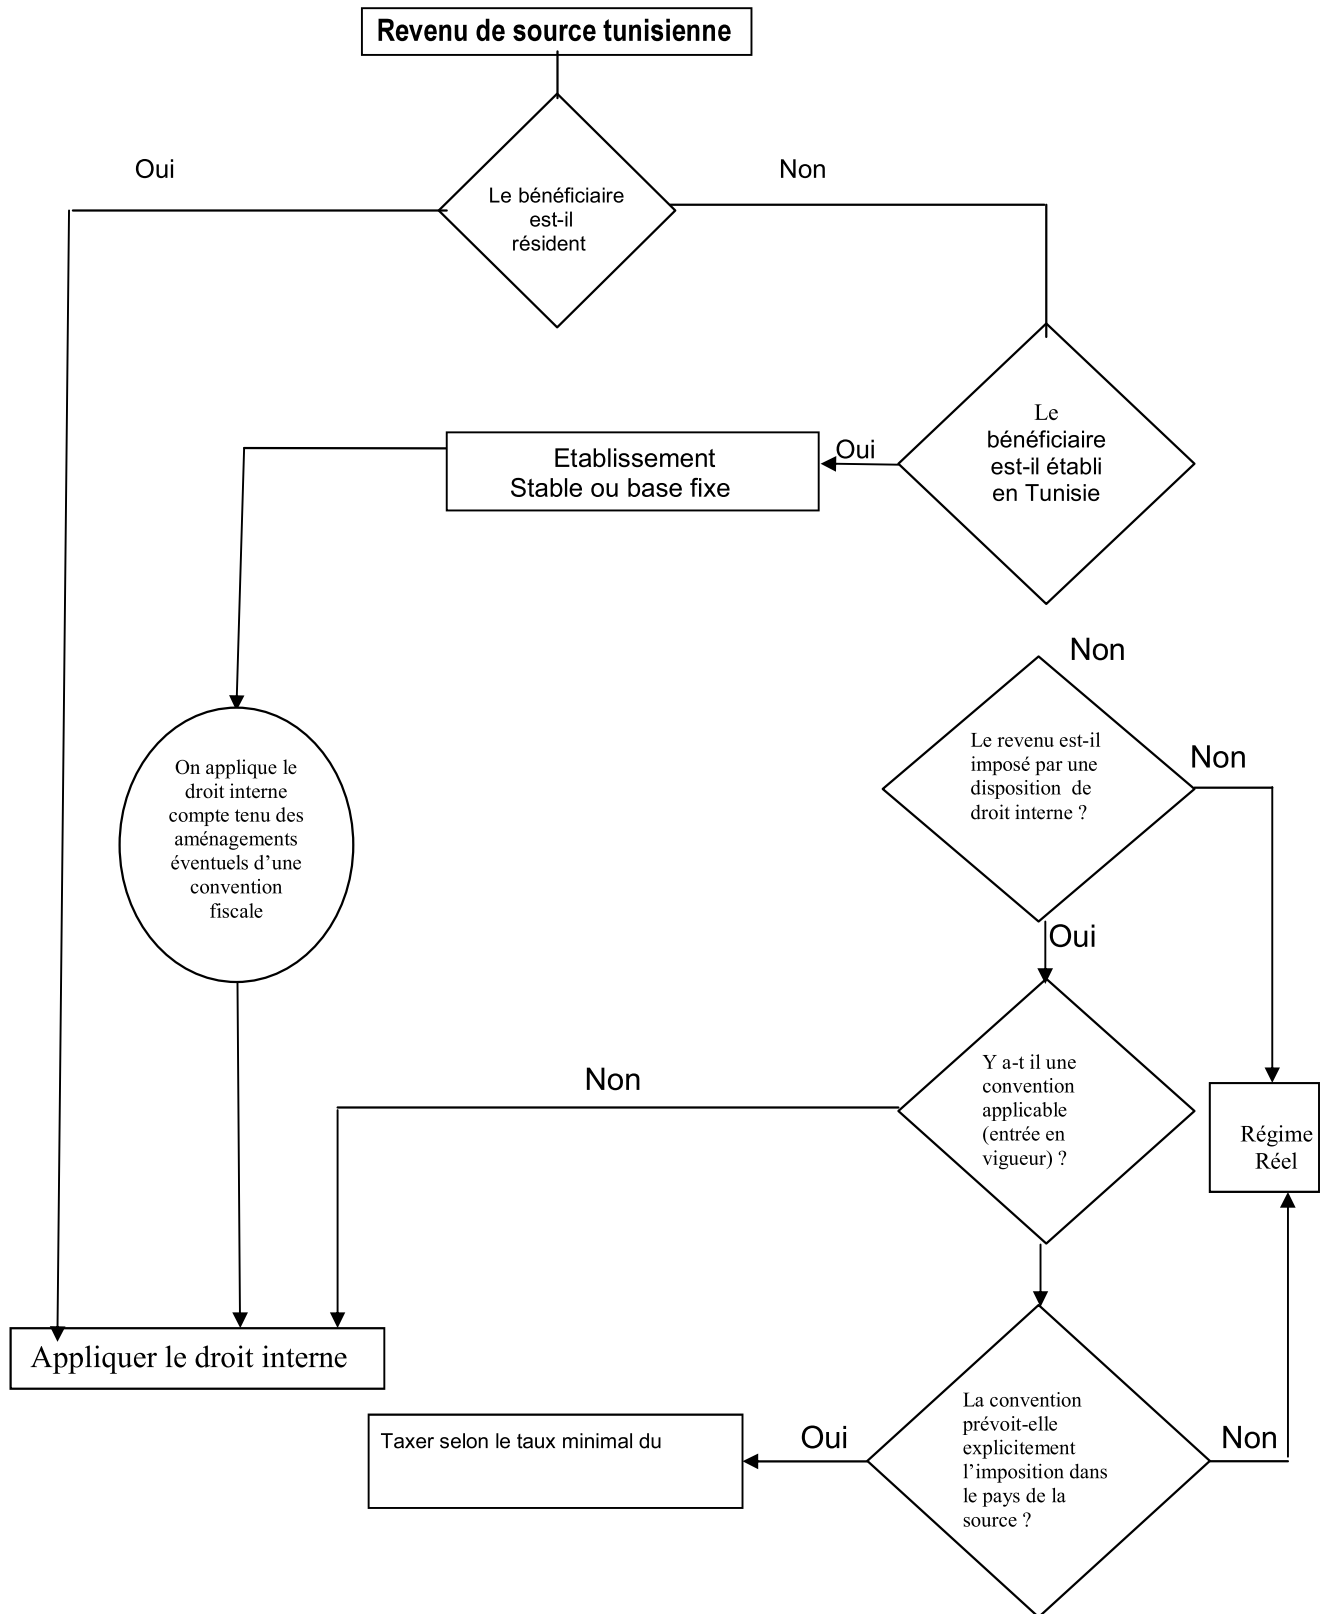 Revenu de source tunisienne
Oui
Non
Le bénéficiaire
est-il
résident
Le
bénéficiaire
est-il établi
en Tunisie
Oui
Etablissement
Stable ou base fixe
Non
Le revenu est-il
imposé par une
disposition de
droit interne ?
Non
On applique le
droit interne
compte tenu des
aménagements
éventuels d’une
convention
fiscale
Oui
Y a-t il une
convention
applicable
(entrée en
vigueur) ?
Non
Régime
Réel
Appliquer le droit interne
La convention
prévoit-elle
explicitement
l’imposition dans
le pays de la
source ?
Oui
Non
Taxer selon le taux minimal du